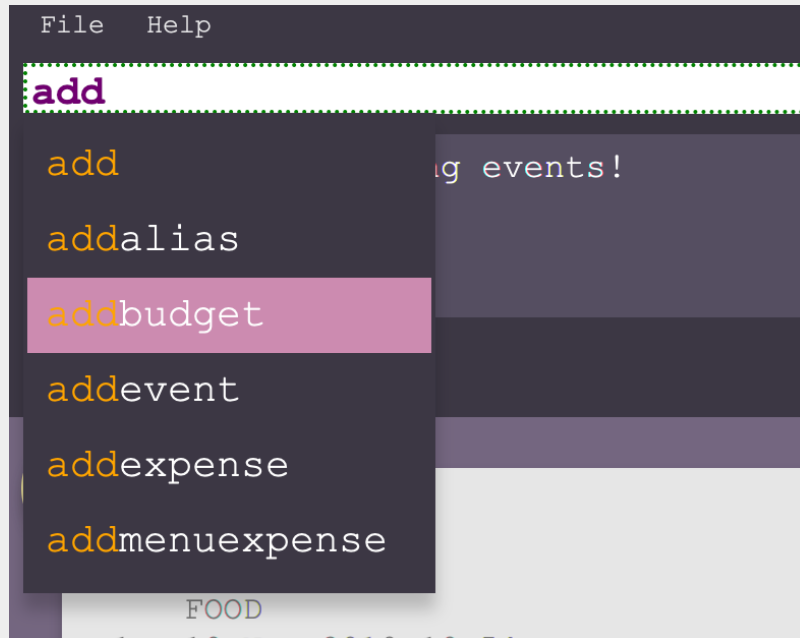 File Help
add
add
events!
addalias
addbudget
addevent
addexpense
addmenuexpense
FOOD